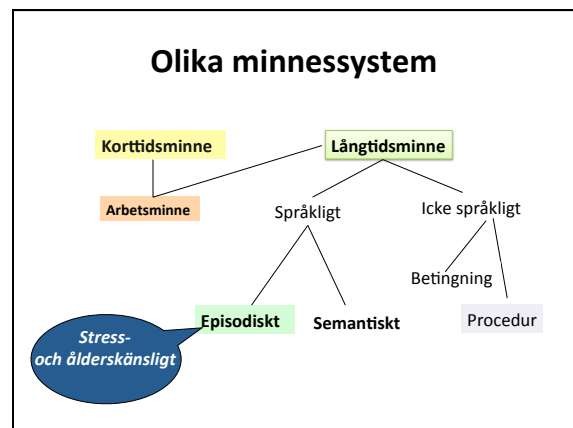 Olika minnessystem
Korttidsminne
Långtidsminne
Arbetsminne
Språkligt
Icke språkligt
Betingning
Episodiskt
Semantiskt
Procedur
Stress-
och ålderskänsligt